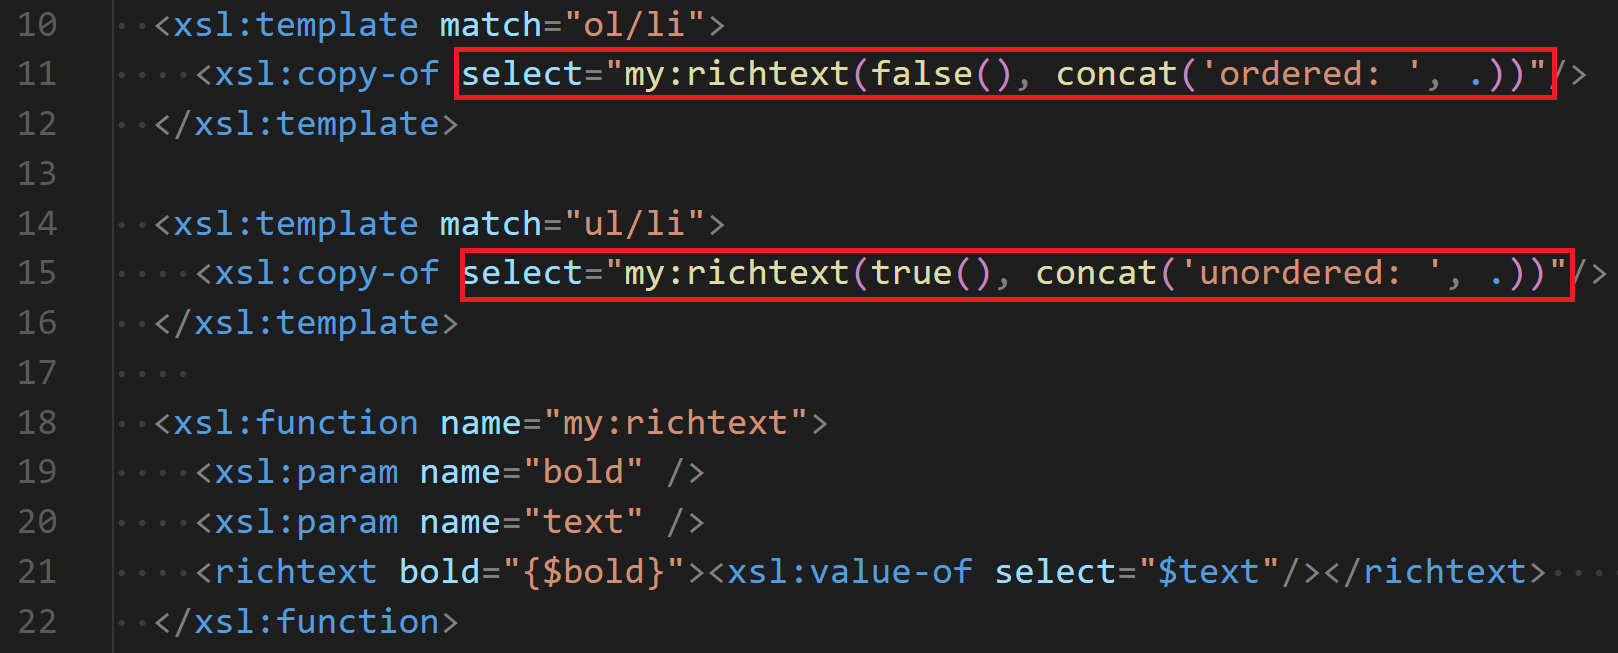 10 <xsl:template match="ol/li">
11 <xsl:copy-of select="my:richtext(false(), concat('ordered: ', .))"/>
12 </xsl:template>
13
14 <xsl:template match="ul/li">
15 <xsl:copy-of select="my:richtext(true(), concat('unordered: ', .))"/>
16 </xsl:template>
17
18 <xsl:function name="my:richtext">
19 <xsl:param name="bold" />
20 <xsl:param name="text" />
21 <richtext bold="{$bold}"><xsl:value-of select="$text"/></richtext>
22 </xsl:function>